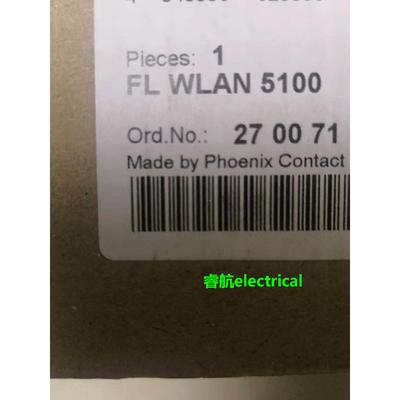 Pieces: 1
FL WLAN 5100
Ord.No.: 27 00 71
Made by Phoenix Contact
睿航electrical